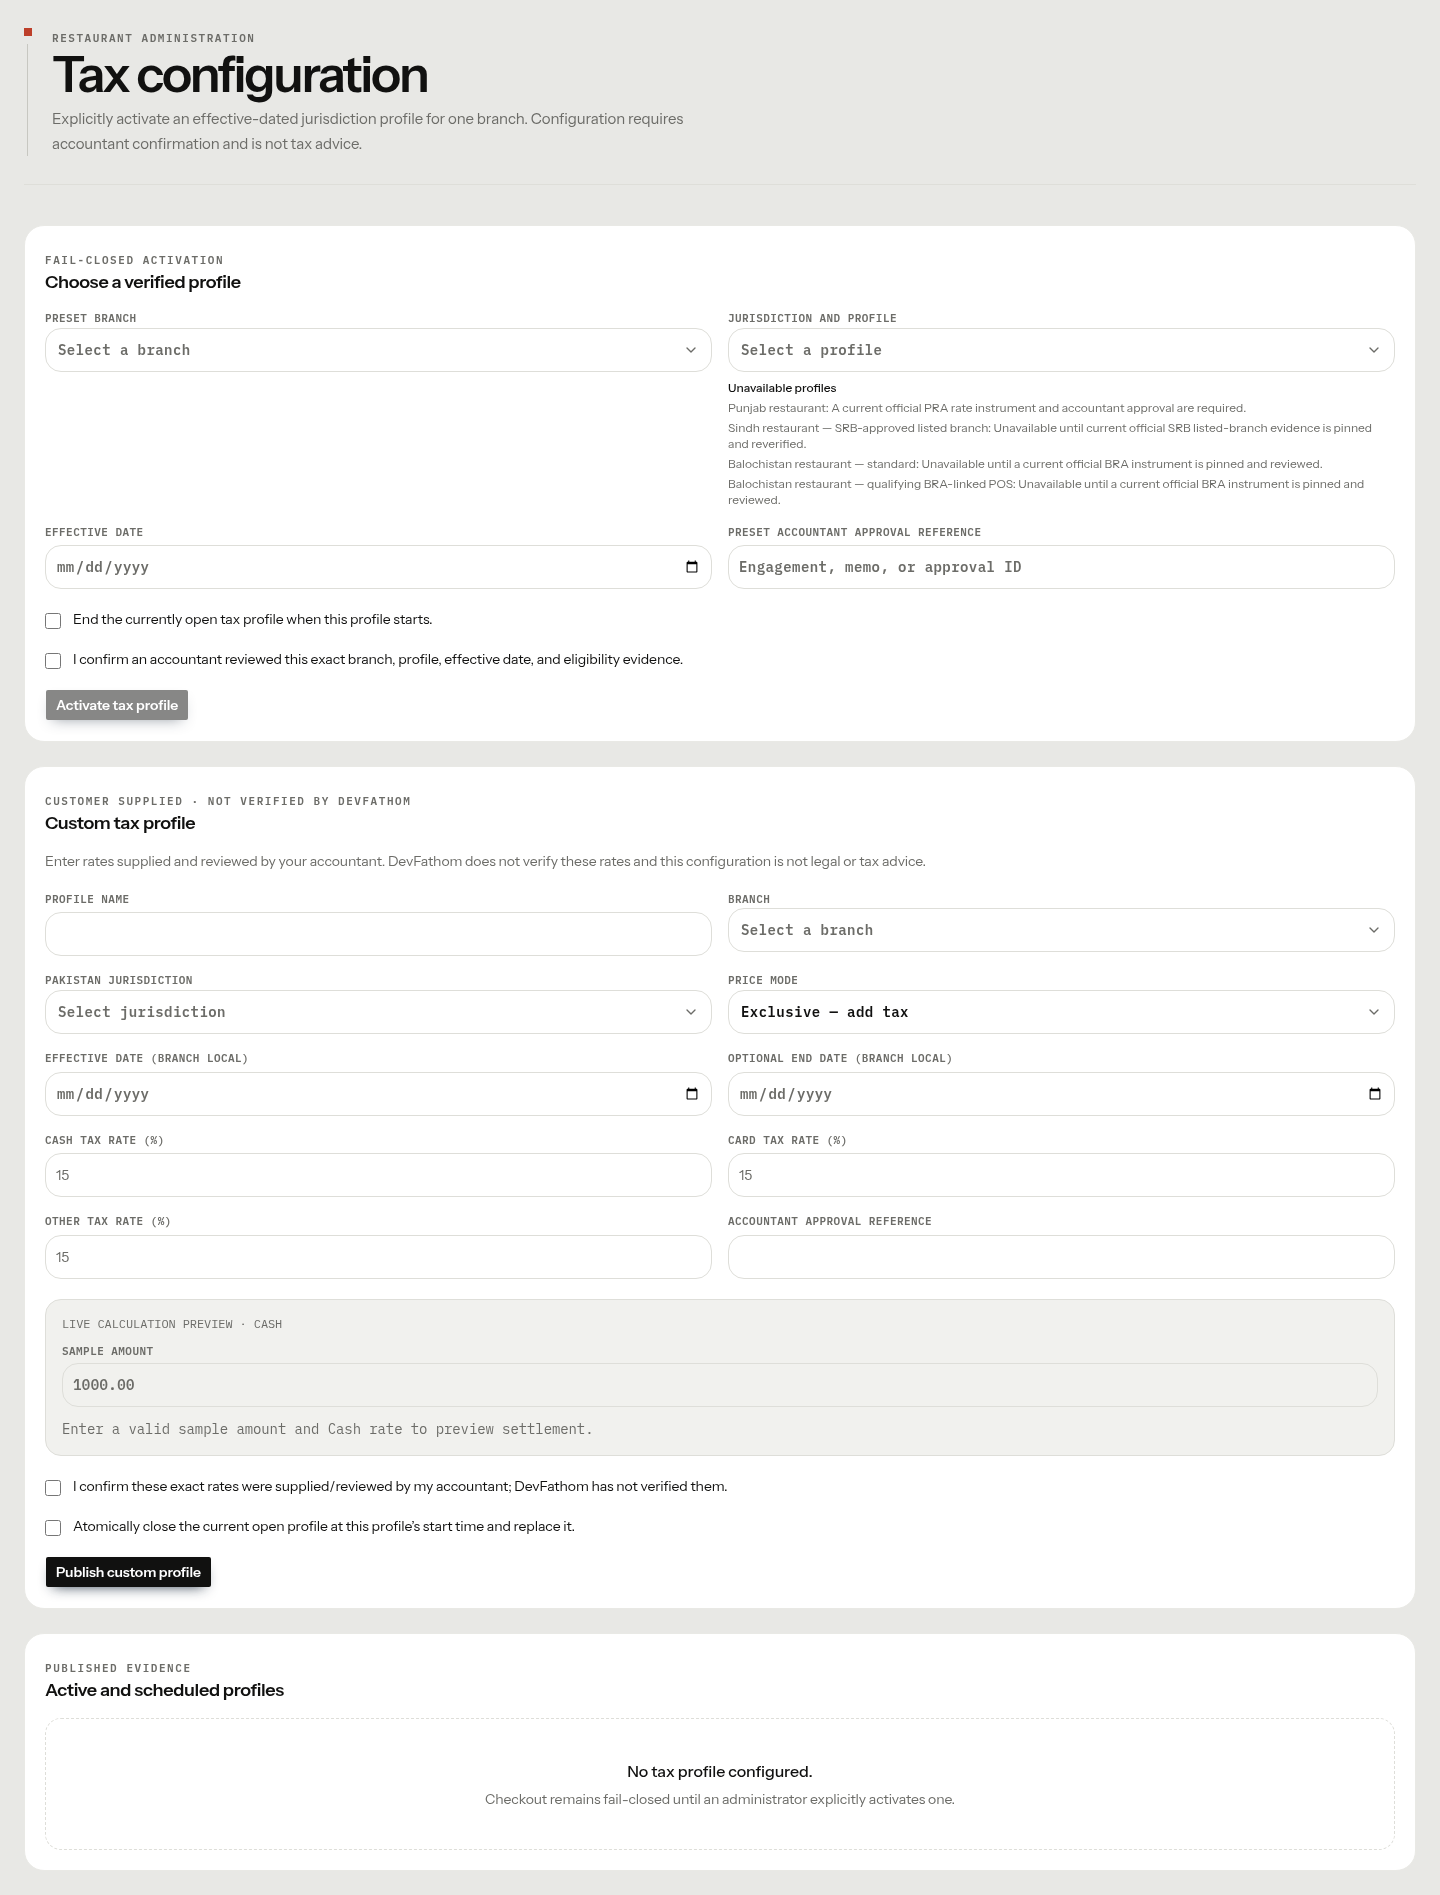 RESTAURANT ADMINISTRATION
Tax configuration
Explicitly activate an effective-dated jurisdiction profile for one branch. Configuration requires
accountant confirmation and is not tax advice.
FAIL-CLOSED ACTIVATION
Choose a verified profile
PRESET BRANCH
Select a branch
JURISDICTION AND PROFILE
Select a profile
Unavailable profiles
Punjab restaurant: A current official PRA rate instrument and accountant approval are required.
Sindh restaurant — SRB-approved listed branch: Unavailable until current official SRB listed-branch evidence is pinned
and reverified.
Balochistan restaurant — standard: Unavailable until a current official BRA instrument is pinned and reviewed.
Balochistan restaurant — qualifying BRA-linked POS: Unavailable until a current official BRA instrument is pinned and
reviewed.
EFFECTIVE DATE
mm/dd/yyyy
PRESET ACCOUNTANT APPROVAL REFERENCE
Engagement, memo, or approval ID
End the currently open tax profile when this profile starts.
I confirm an accountant reviewed this exact branch, profile, effective date, and eligibility evidence.
Activate tax profile
CUSTOMER SUPPLIED · NOT VERIFIED BY DEVFATHOM
Custom tax profile
Enter rates supplied and reviewed by your accountant. DevFathom does not verify these rates and this configuration is not legal or tax advice.
PROFILE NAME
BRANCH
Select a branch
PAKISTAN JURISDICTION
Select jurisdiction
PRICE MODE
Exclusive — add tax
EFFECTIVE DATE (BRANCH LOCAL)
mm/dd/yyyy
OPTIONAL END DATE (BRANCH LOCAL)
mm/dd/yyyy
CASH TAX RATE (%)
15
CARD TAX RATE (%)
15
OTHER TAX RATE (%)
15
ACCOUNTANT APPROVAL REFERENCE
LIVE CALCULATION PREVIEW · CASH
SAMPLE AMOUNT
1000.00
Enter a valid sample amount and Cash rate to preview settlement.
I confirm these exact rates were supplied/reviewed by my accountant; DevFathom has not verified them.
Atomically close the current open profile at this profile's start time and replace it.
Publish custom profile
PUBLISHED EVIDENCE
Active and scheduled profiles
No tax profile configured.
Checkout remains fail-closed until an administrator explicitly activates one.